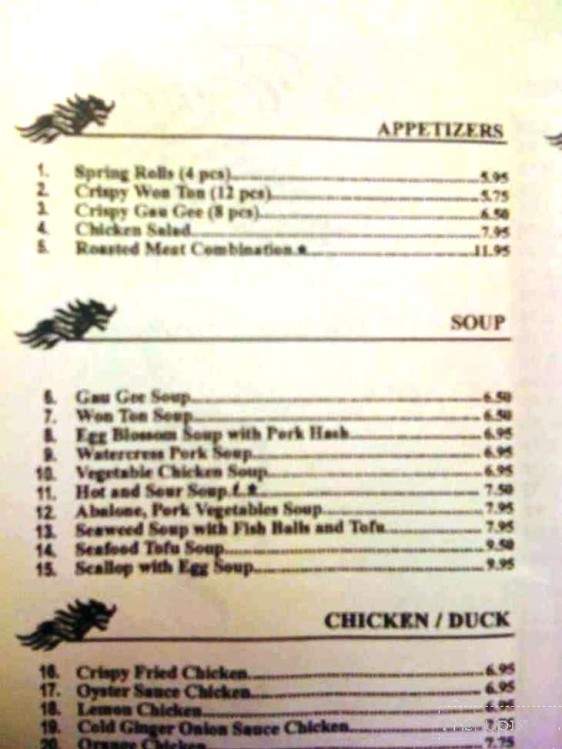 APPETIZERS
1. Spring Rolls (4 pcs) 5.95
2. Crispy Won Ton (12 pcs) 5.75
3. Crispy Gau Gee (8 pcs) 6.50
4. Chicken Salad 7.95
5. Roasted Meat Combination 11.95
SOUP
6. Gau Gee Soup 6.50
7. Won Ton Soup 6.50
8. Egg Blossom Soup with Pork Hash 6.95
9. Watercress Pork Soup 6.95
10. Vegetable Chicken Soup 6.95
11. Hot and Sour Soup 7.50
12. Abalone, Pork Vegetables Soup 7.95
13. Seaweed Soup with Fish Balls and Tofu 7.95
14. Seafood Tofu Soup 9.50
15. Scallop with Egg Soup 9.95
CHICKEN / DUCK
16. Crispy Fried Chicken 6.95
17. Oyster Sauce Chicken 6.95
18. Lemon Chicken
19. Cold Ginger Onion Sauce Chicken
20. Orange Chicken 7.75